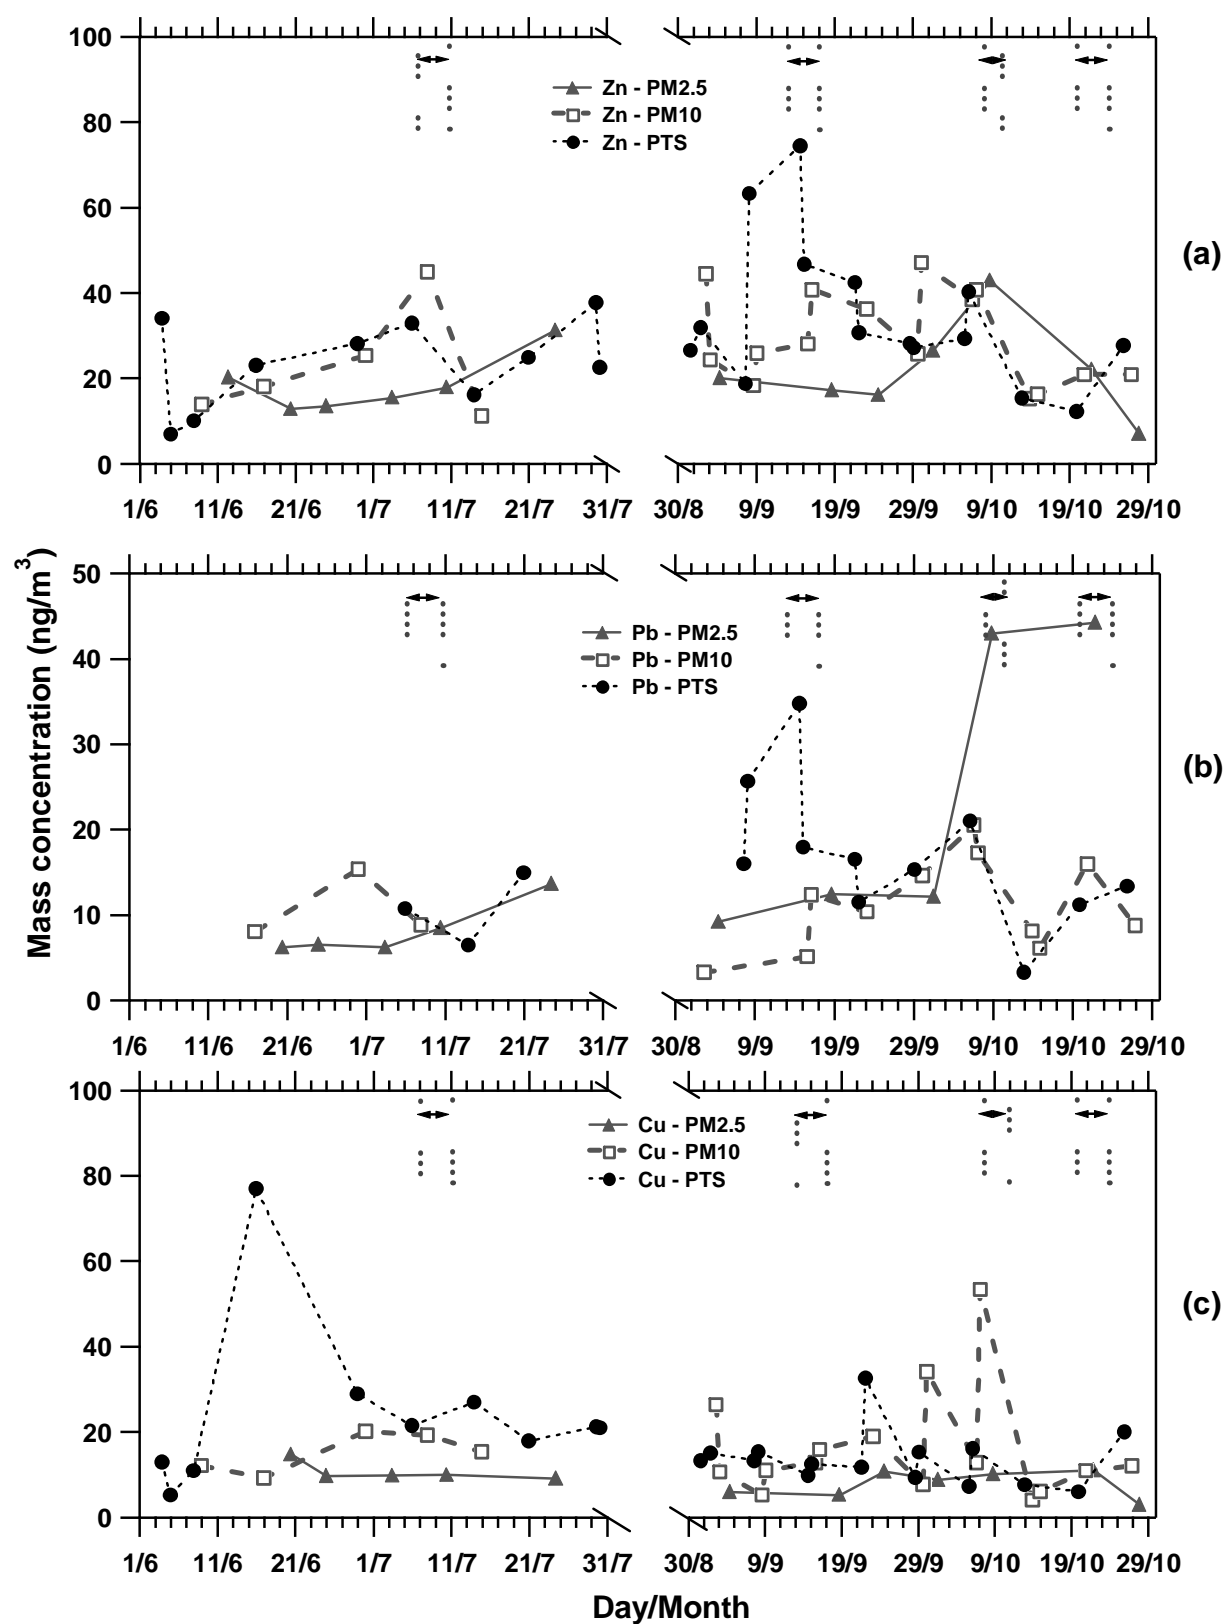 100
80
60
40
20
0
Zn - PM2.5
Zn - PM10
Zn - PTS
(a)
1/6 11/6 21/6 1/7 11/7 21/7 31/7 30/8 9/9 19/9 29/9 9/10 19/10 29/10
Mass concentration (ng/m³)
50
40
30
20
10
0
Pb - PM2.5
Pb - PM10
Pb - PTS
(b)
1/6 11/6 21/6 1/7 11/7 21/7 31/7 30/8 9/9 19/9 29/9 9/10 19/10 29/10
100
80
60
40
20
0
Cu - PM2.5
Cu - PM10
Cu - PTS
(c)
1/6 11/6 21/6 1/7 11/7 21/7 31/7 30/8 9/9 19/9 29/9 9/10 19/10 29/10
Day/Month